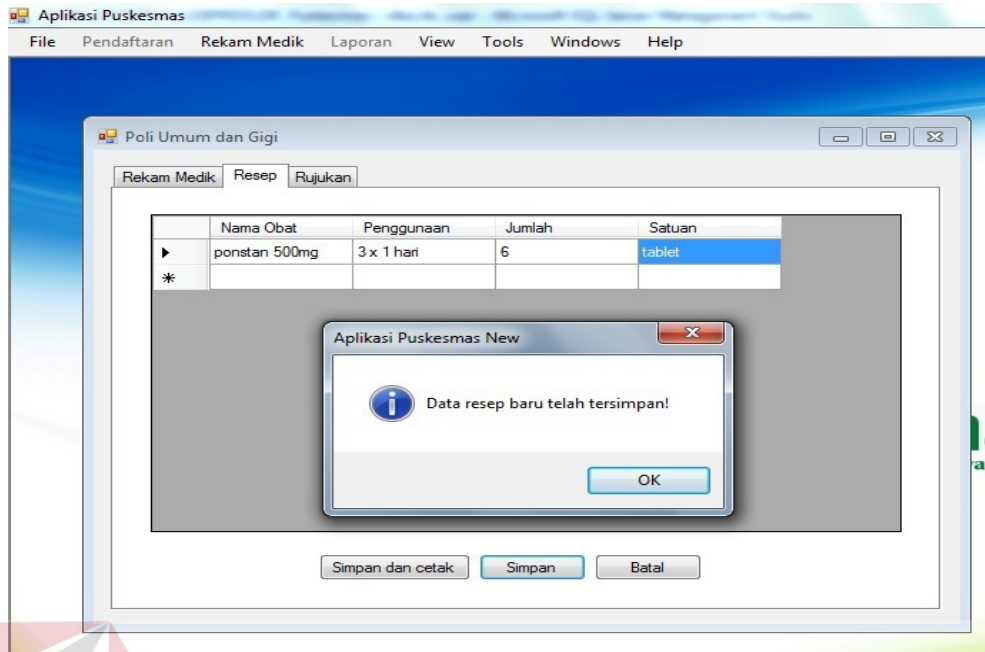 Aplikasi Puskesmas
File Pendaftaran Rekam Medik Laporan View Tools Windows Help
Poli Umum dan Gigi
Rekam Medik Resep Rujukan
Nama Obat Penggunaan Jumlah Satuan
ponstan 500mg 3 x 1 hari 6 tablet
Aplikasi Puskesmas New
Data resep baru telah tersimpan!
OK
Simpan dan cetak Simpan Batal